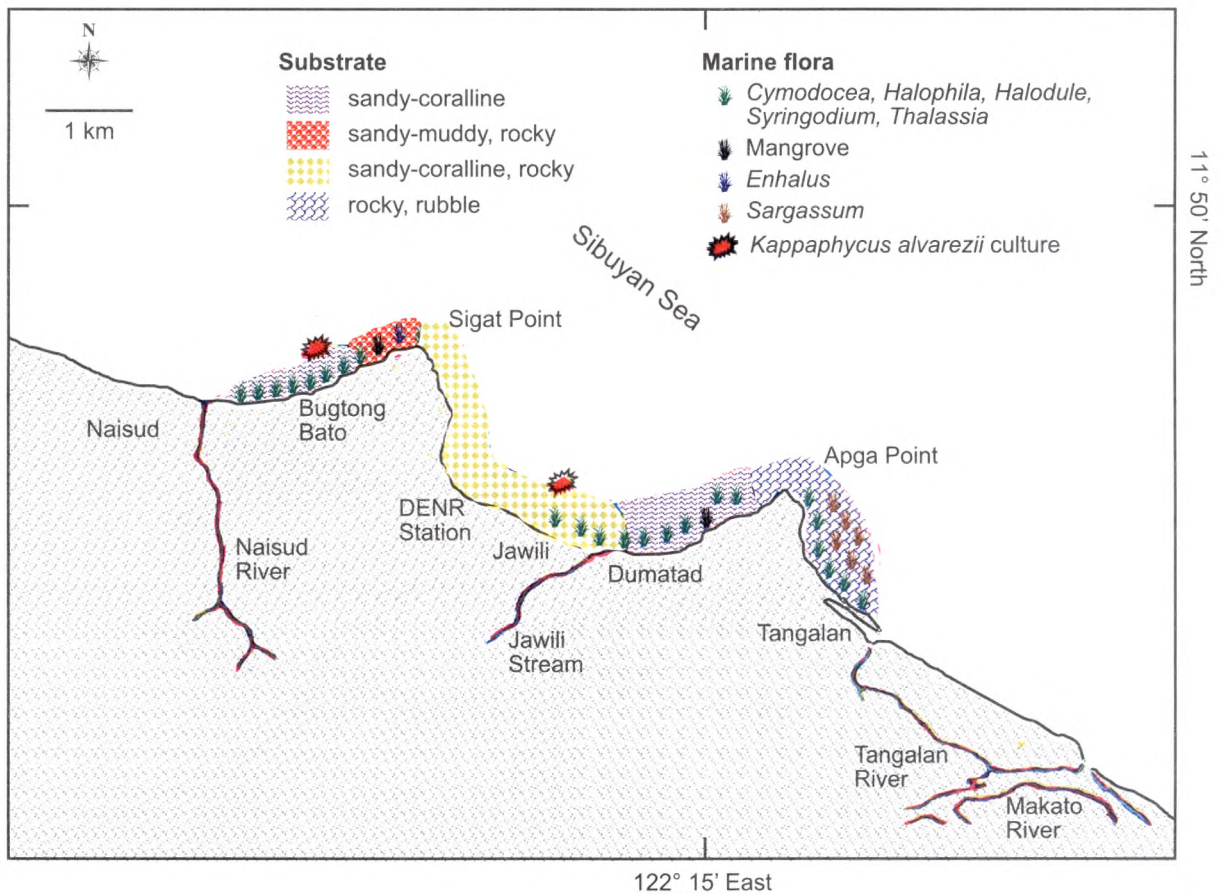 N
1 km
Substrate
sandy-coralline
sandy-muddy, rocky
sandy-coralline, rocky
rocky, rubble
Marine flora
Cymodocea, Halophila, Halodule,
Syringodium, Thalassia
Mangrove
Enhalus
Sargassum
Kappaphycus alvarezii culture
11° 50' North
Sibuyan Sea
Sigat Point
Naisud
Bugtong
Bato
Apga Point
DENR
Station
Jawili
Naisud
River
Dumatad
Jawili
Stream
Tangalan
Tangalan
River
Makato
River
122° 15' East